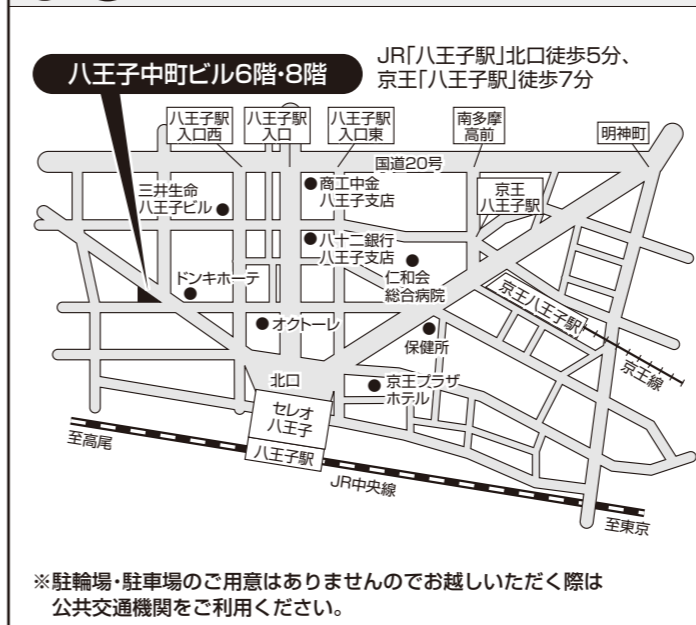 八王子中町ビル6階・8階
JR「八王子駅」北口徒歩5分、
京王「八王子駅」徒歩7分
八王子駅
入口西
八王子駅
入口
八王子駅
入口東
南多摩
高前
明神町
国道20号
三井生命
八王子ビル
商工中金
八王子支店
京王
八王子駅
八十二銀行
八王子支店
仁和会
総合病院
ドンキホーテ
京王八王子駅
オクトーレ
保健所
京王線
北口
京王プラザ
ホテル
セレオ
八王子
八王子駅
至高尾
JR中央線
至東京
※駐輪場・駐車場のご用意はありませんのでお越しいただく際は
公共交通機関をご利用ください。